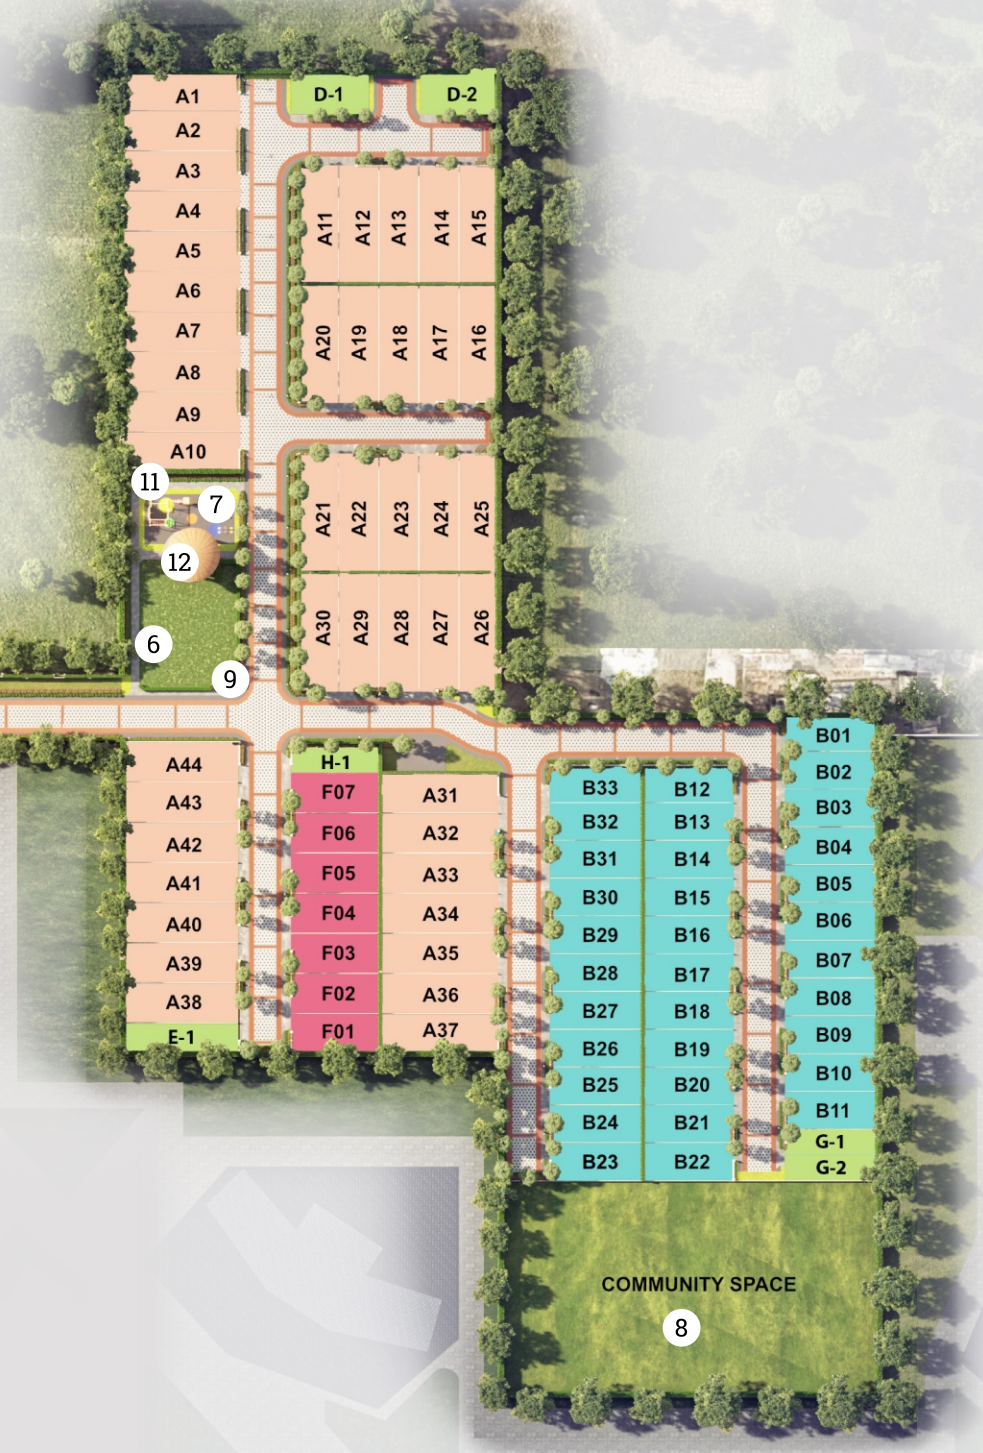 A1
A2
A3
A4
A5
A6
A7
A8
A9
A10
D-1 D-2
A11 A12 A13 A14 A15
A20 A19 A18 A17 A16
11
7
12
6
9
A21 A22 A23 A24 A25
A30 A29 A28 A27 A26
A44
A43
A42
A41
A40
A39
A38
E-1
H-1
F07
F06
F05
F04
F03
F02
F01
A31
A32
A33
A34
A35
A36
A37
B33
B32
B31
B30
B29
B28
B27
B26
B25
B24
B23
B12
B13
B14
B15
B16
B17
B18
B19
B20
B21
B22
B01
B02
B03
B04
B05
B06
B07
B08
B09
B10
B11
G-1
G-2
COMMUNITY SPACE
8